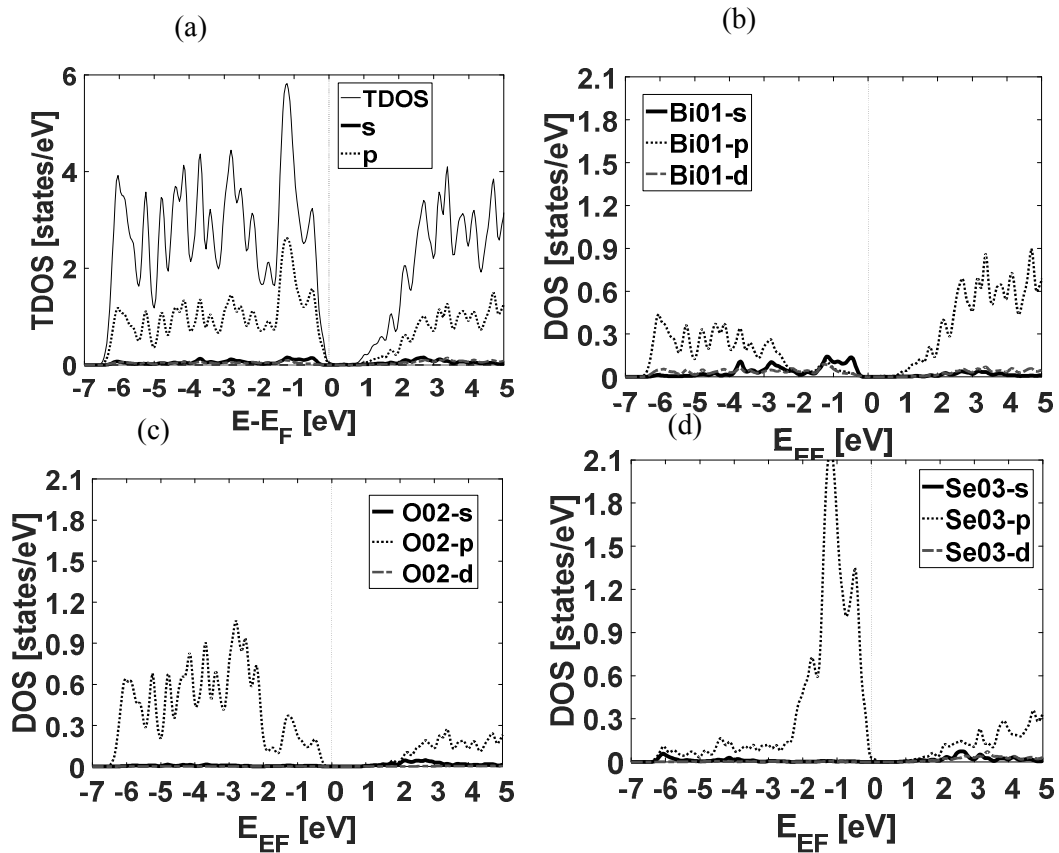 (a)
TDOS [states/eV]
6
4
2
0
TDOS
s
p
-7 -6 -5 -4 -3 -2 -1 0 1 2 3 4 5
E-E_F [eV]
(b)
DOS [states/eV]
2.1
1.8
1.5
1.2
0.9
0.6
0.3
0
Bi01-s
Bi01-p
Bi01-d
-7 -6 -5 -4 -3 -2 -1 0 1 2 3 4 5
E_EF [eV]
(c)
DOS [states/eV]
2.1
1.8
1.5
1.2
0.9
0.6
0.3
0
O02-s
O02-p
O02-d
-7 -6 -5 -4 -3 -2 -1 0 1 2 3 4 5
E_EF [eV]
(d)
DOS [states/eV]
2.1
1.8
1.5
1.2
0.9
0.6
0.3
0
Se03-s
Se03-p
Se03-d
-7 -6 -5 -4 -3 -2 -1 0 1 2 3 4 5
E_EF [eV]